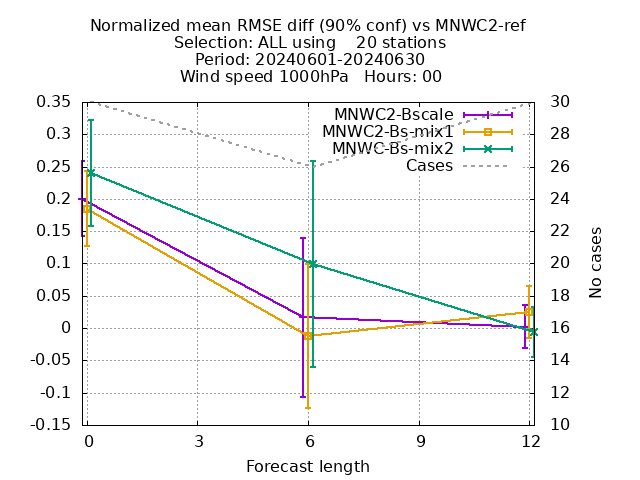 Normalized mean RMSE diff (90% conf) vs MNWC2-ref
Selection: ALL using    20 stations
Period: 20240601-20240630
Wind speed 1000hPa   Hours: 00
MNWC2-Bscale
MNWC2-Bs-mix1
MNWC-Bs-mix2
Cases
0.35
0.3
0.25
0.2
0.15
0.1
0.05
0
-0.05
-0.1
-0.15
30
28
26
24
22
20
18
16
14
12
10
No cases
0 3 6 9 12
Forecast length